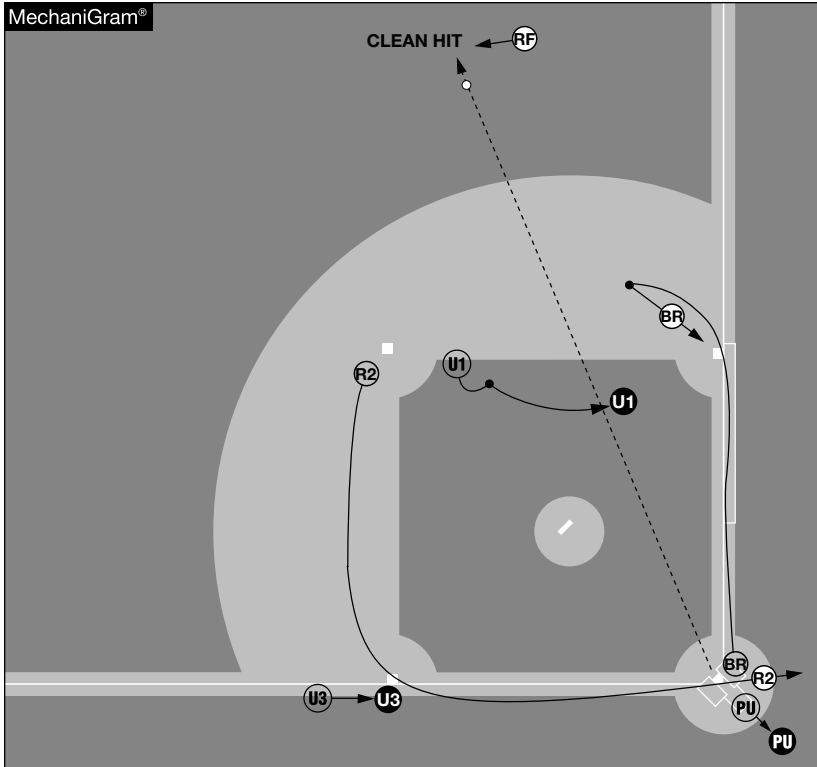 MechaniGram®
CLEAN HIT
RF
BR
R2
U1
U1
BR
R2
U3
U3
PU
PU